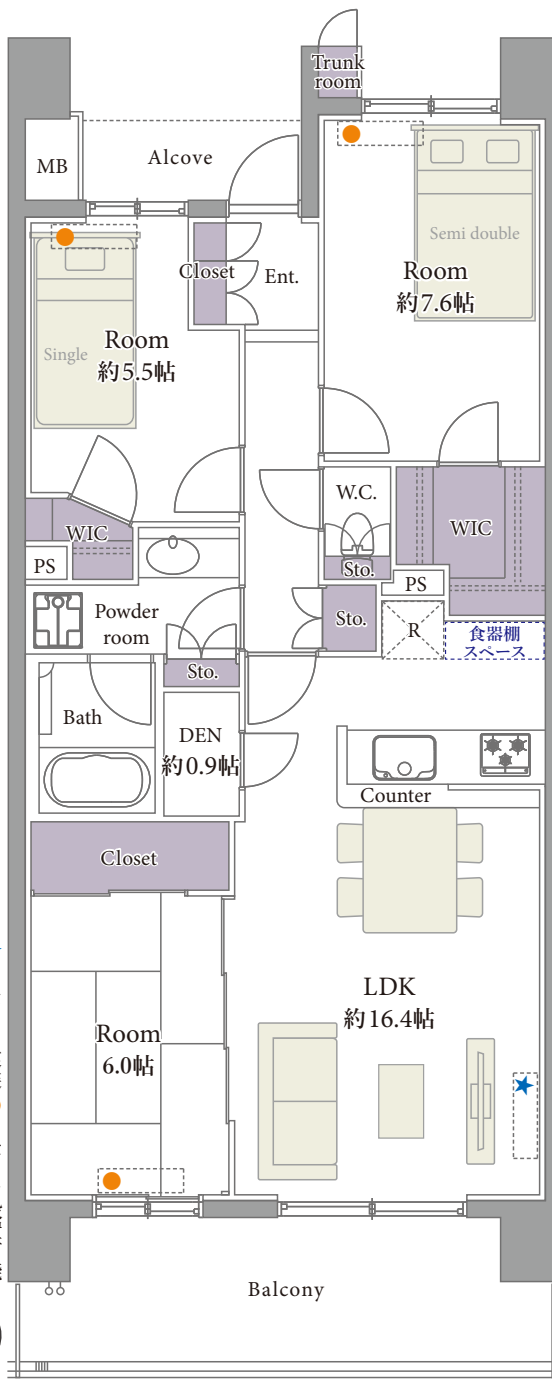 Trunk
room
MB
Alcove
Closet
Ent.
Semi double
Room
約7.6帖
Single
Room
約5.5帖
W.C.
WIC
WIC
Sto.
PS
PS
Powder
room
Sto.
R
食器棚
スペース
Sto.
Bath
DEN
約0.9帖
Counter
Closet
LDK
約16.4帖
Room
6.0帖
Balcony